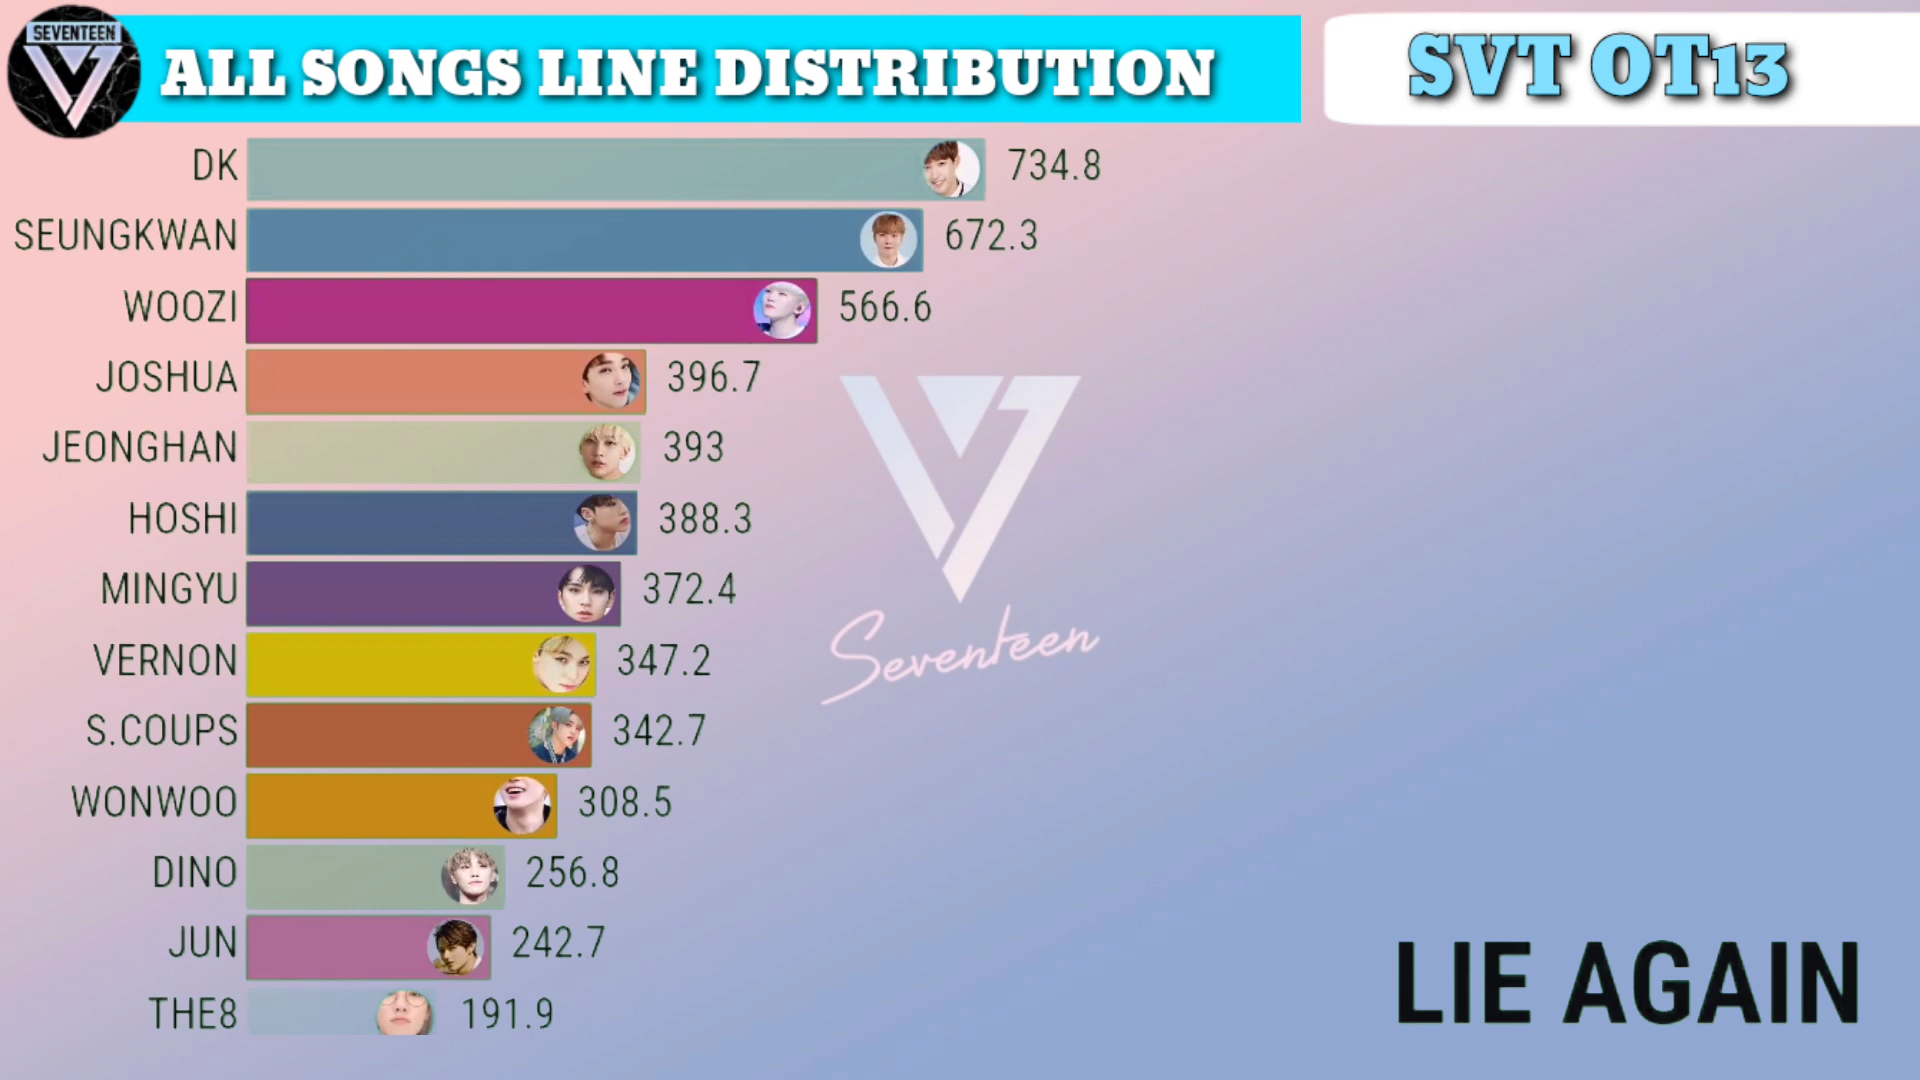 SEVENTEEN
ALL SONGS LINE DISTRIBUTION
SVT OT13
DK 734.8
SEUNGKWAN 672.3
WOOZI 566.6
JOSHUA 396.7
JEONGHAN 393
HOSHI 388.3
MINGYU 372.4
VERNON 347.2
S.COUPS 342.7
WONWOO 308.5
DINO 256.8
JUN 242.7
THE8 191.9
Seventeen
LIE AGAIN